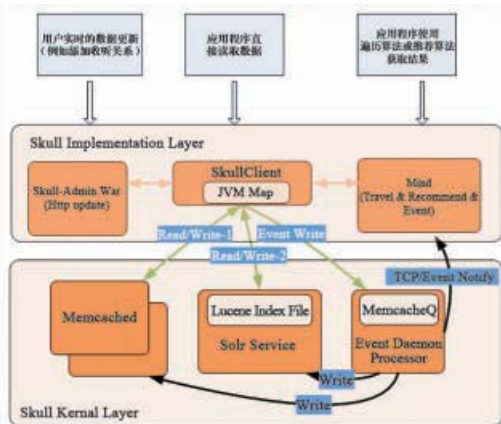 用户实时的数据更新
(例如添加收听关系)
应用程序直
接读取数据
应用程序使用
遍历算法或推荐算法
获取结果
Skull Implementation Layer
Skull-Admin.War
(Http update)
SkullClient
JVM Map
Mind
(Travel & Recommend &
Event)
Read/Write-1
Event Write
Read/Write-2
TCP/Event Notify
Memcached
Lucene Index File
Solr Service
MemcacheQ
Event Daemon
Processor
Write
Write
Skull Kernal Layer